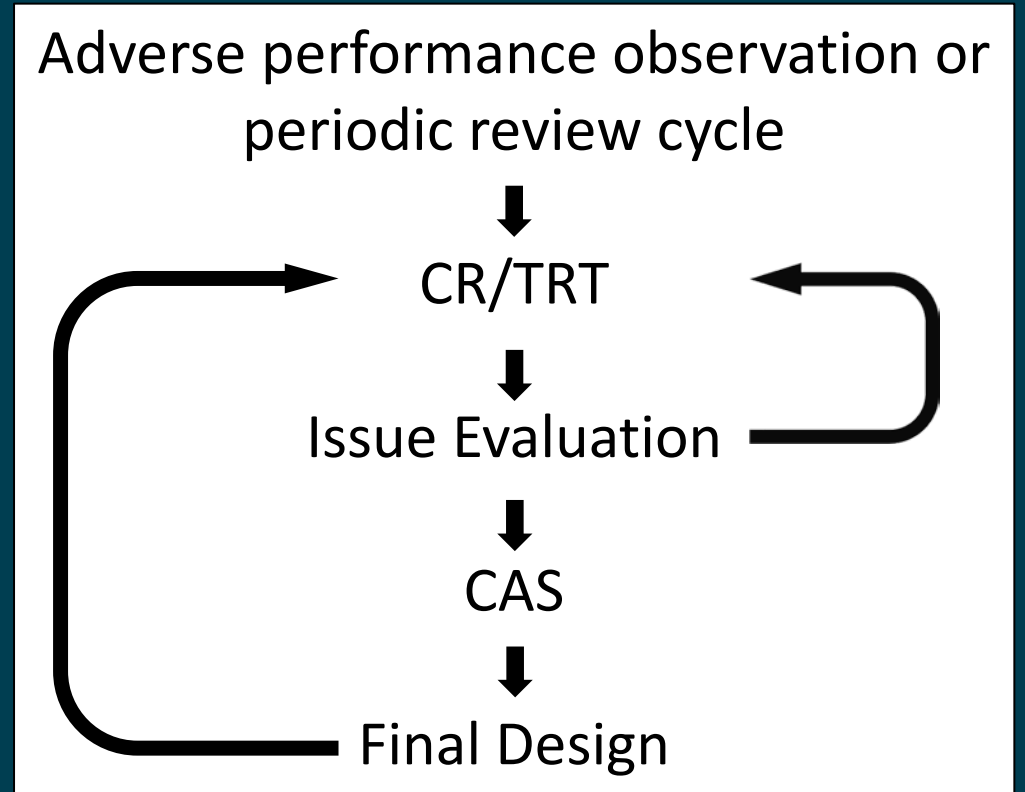 Adverse performance observation or
periodic review cycle
CR/TRT
Issue Evaluation
CAS
Final Design